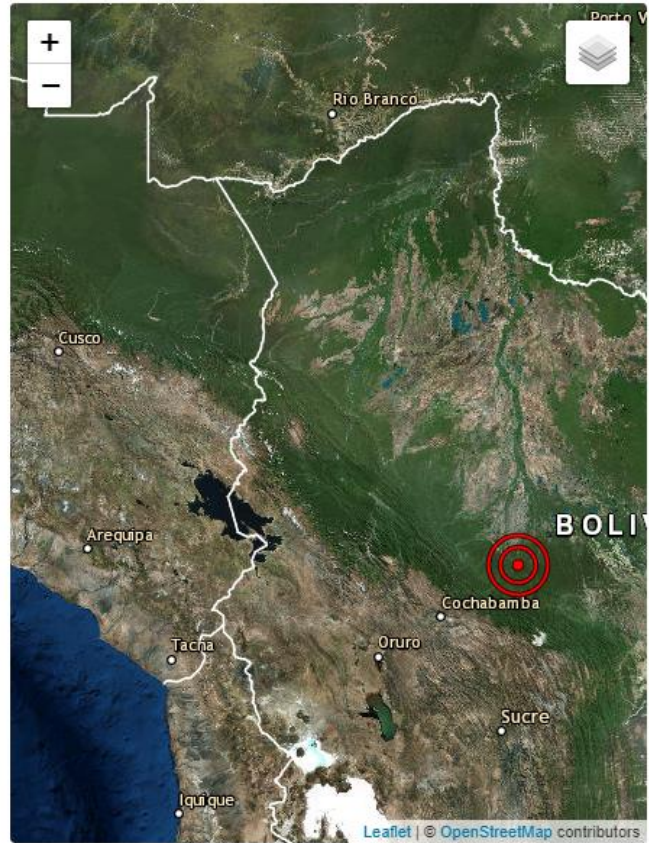 Porto V
+
−
Rio Branco
Cusco
BOLIV
Arequipa
Cochabamba
Tacna
Oruro
Sucre
Iquique
Leaflet | © OpenStreetMap contributors